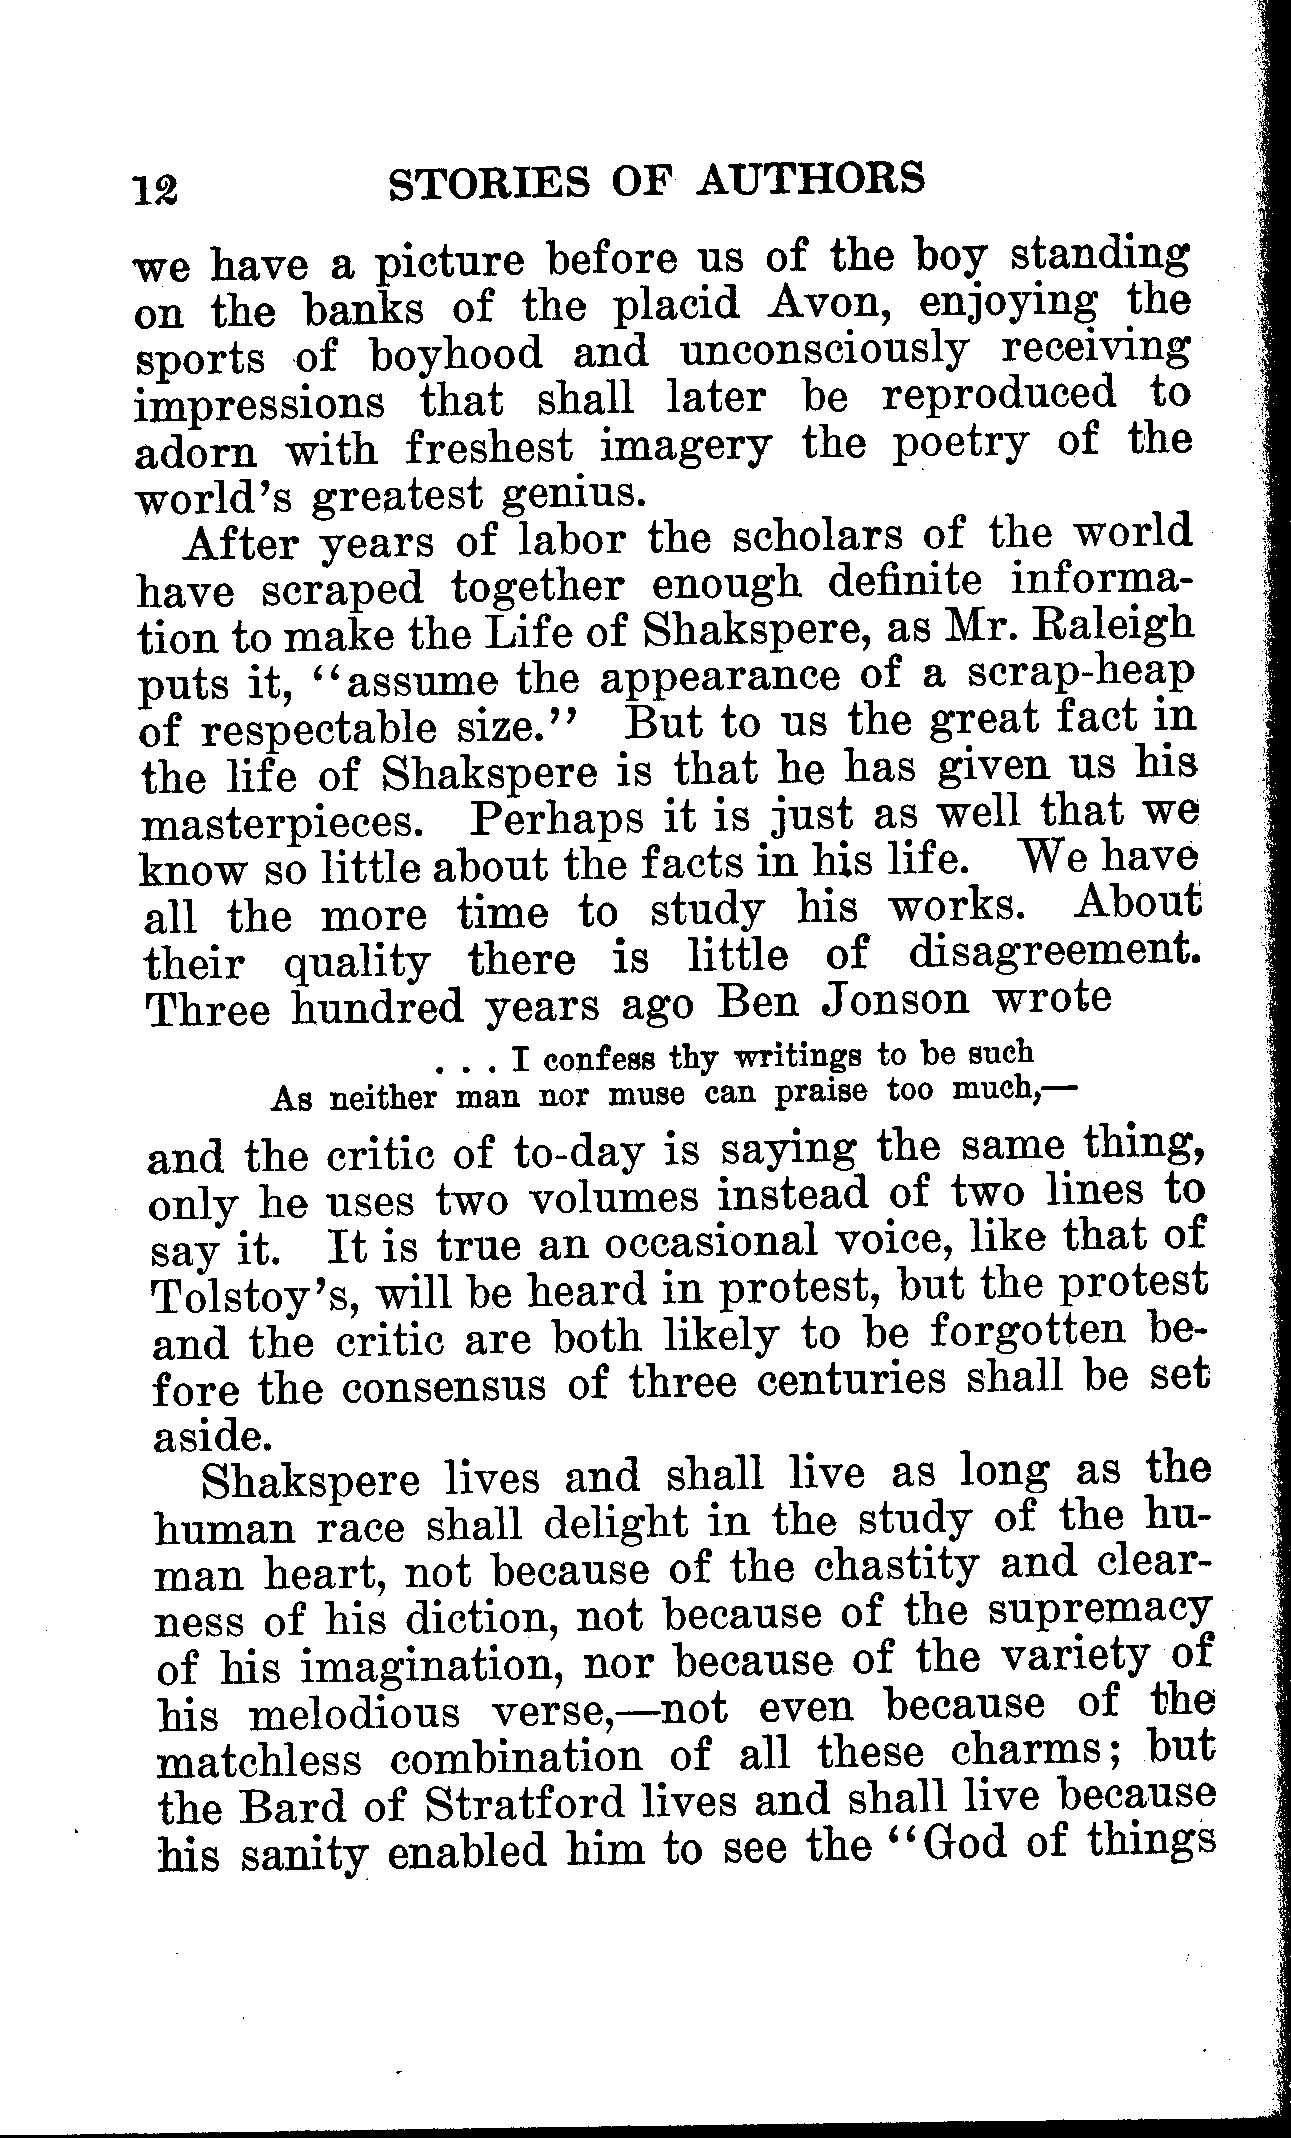 12 STORIES OF AUTHORS
we have a picture before us of the boy standing
on the banks of the placid Avon, enjoying the
sports of boyhood and unconsciously receiving
impressions that shall later be reproduced to
adorn with freshest imagery the poetry of the
world's greatest genius.
After years of labor the scholars of the world
have scraped together enough definite informa-
tion to make the Life of Shakspere, as Mr. Raleigh
puts it, "assume the appearance of a scrap-heap
of respectable size." But to us the great fact in
the life of Shakspere is that he has given us his
masterpieces. Perhaps it is just as well that we
know so little about the facts in his life. We have
all the more time to study his works. About
their quality there is little of disagreement.
Three hundred years ago Ben Jonson wrote
. . . I confess thy writings to be such
As neither man nor muse can praise too much,—
and the critic of to-day is saying the same thing,
only he uses two volumes instead of two lines to
say it. It is true an occasional voice, like that of
Tolstoy's, will be heard in protest, but the protest
and the critic are both likely to be forgotten be-
fore the consensus of three centuries shall be set
aside.
Shakspere lives and shall live as long as the
human race shall delight in the study of the hu-
man heart, not because of the chastity and clear-
ness of his diction, not because of the supremacy
of his imagination, nor because of the variety of
his melodious verse,—not even because of the
matchless combination of all these charms; but
the Bard of Stratford lives and shall live because
his sanity enabled him to see the "God of things